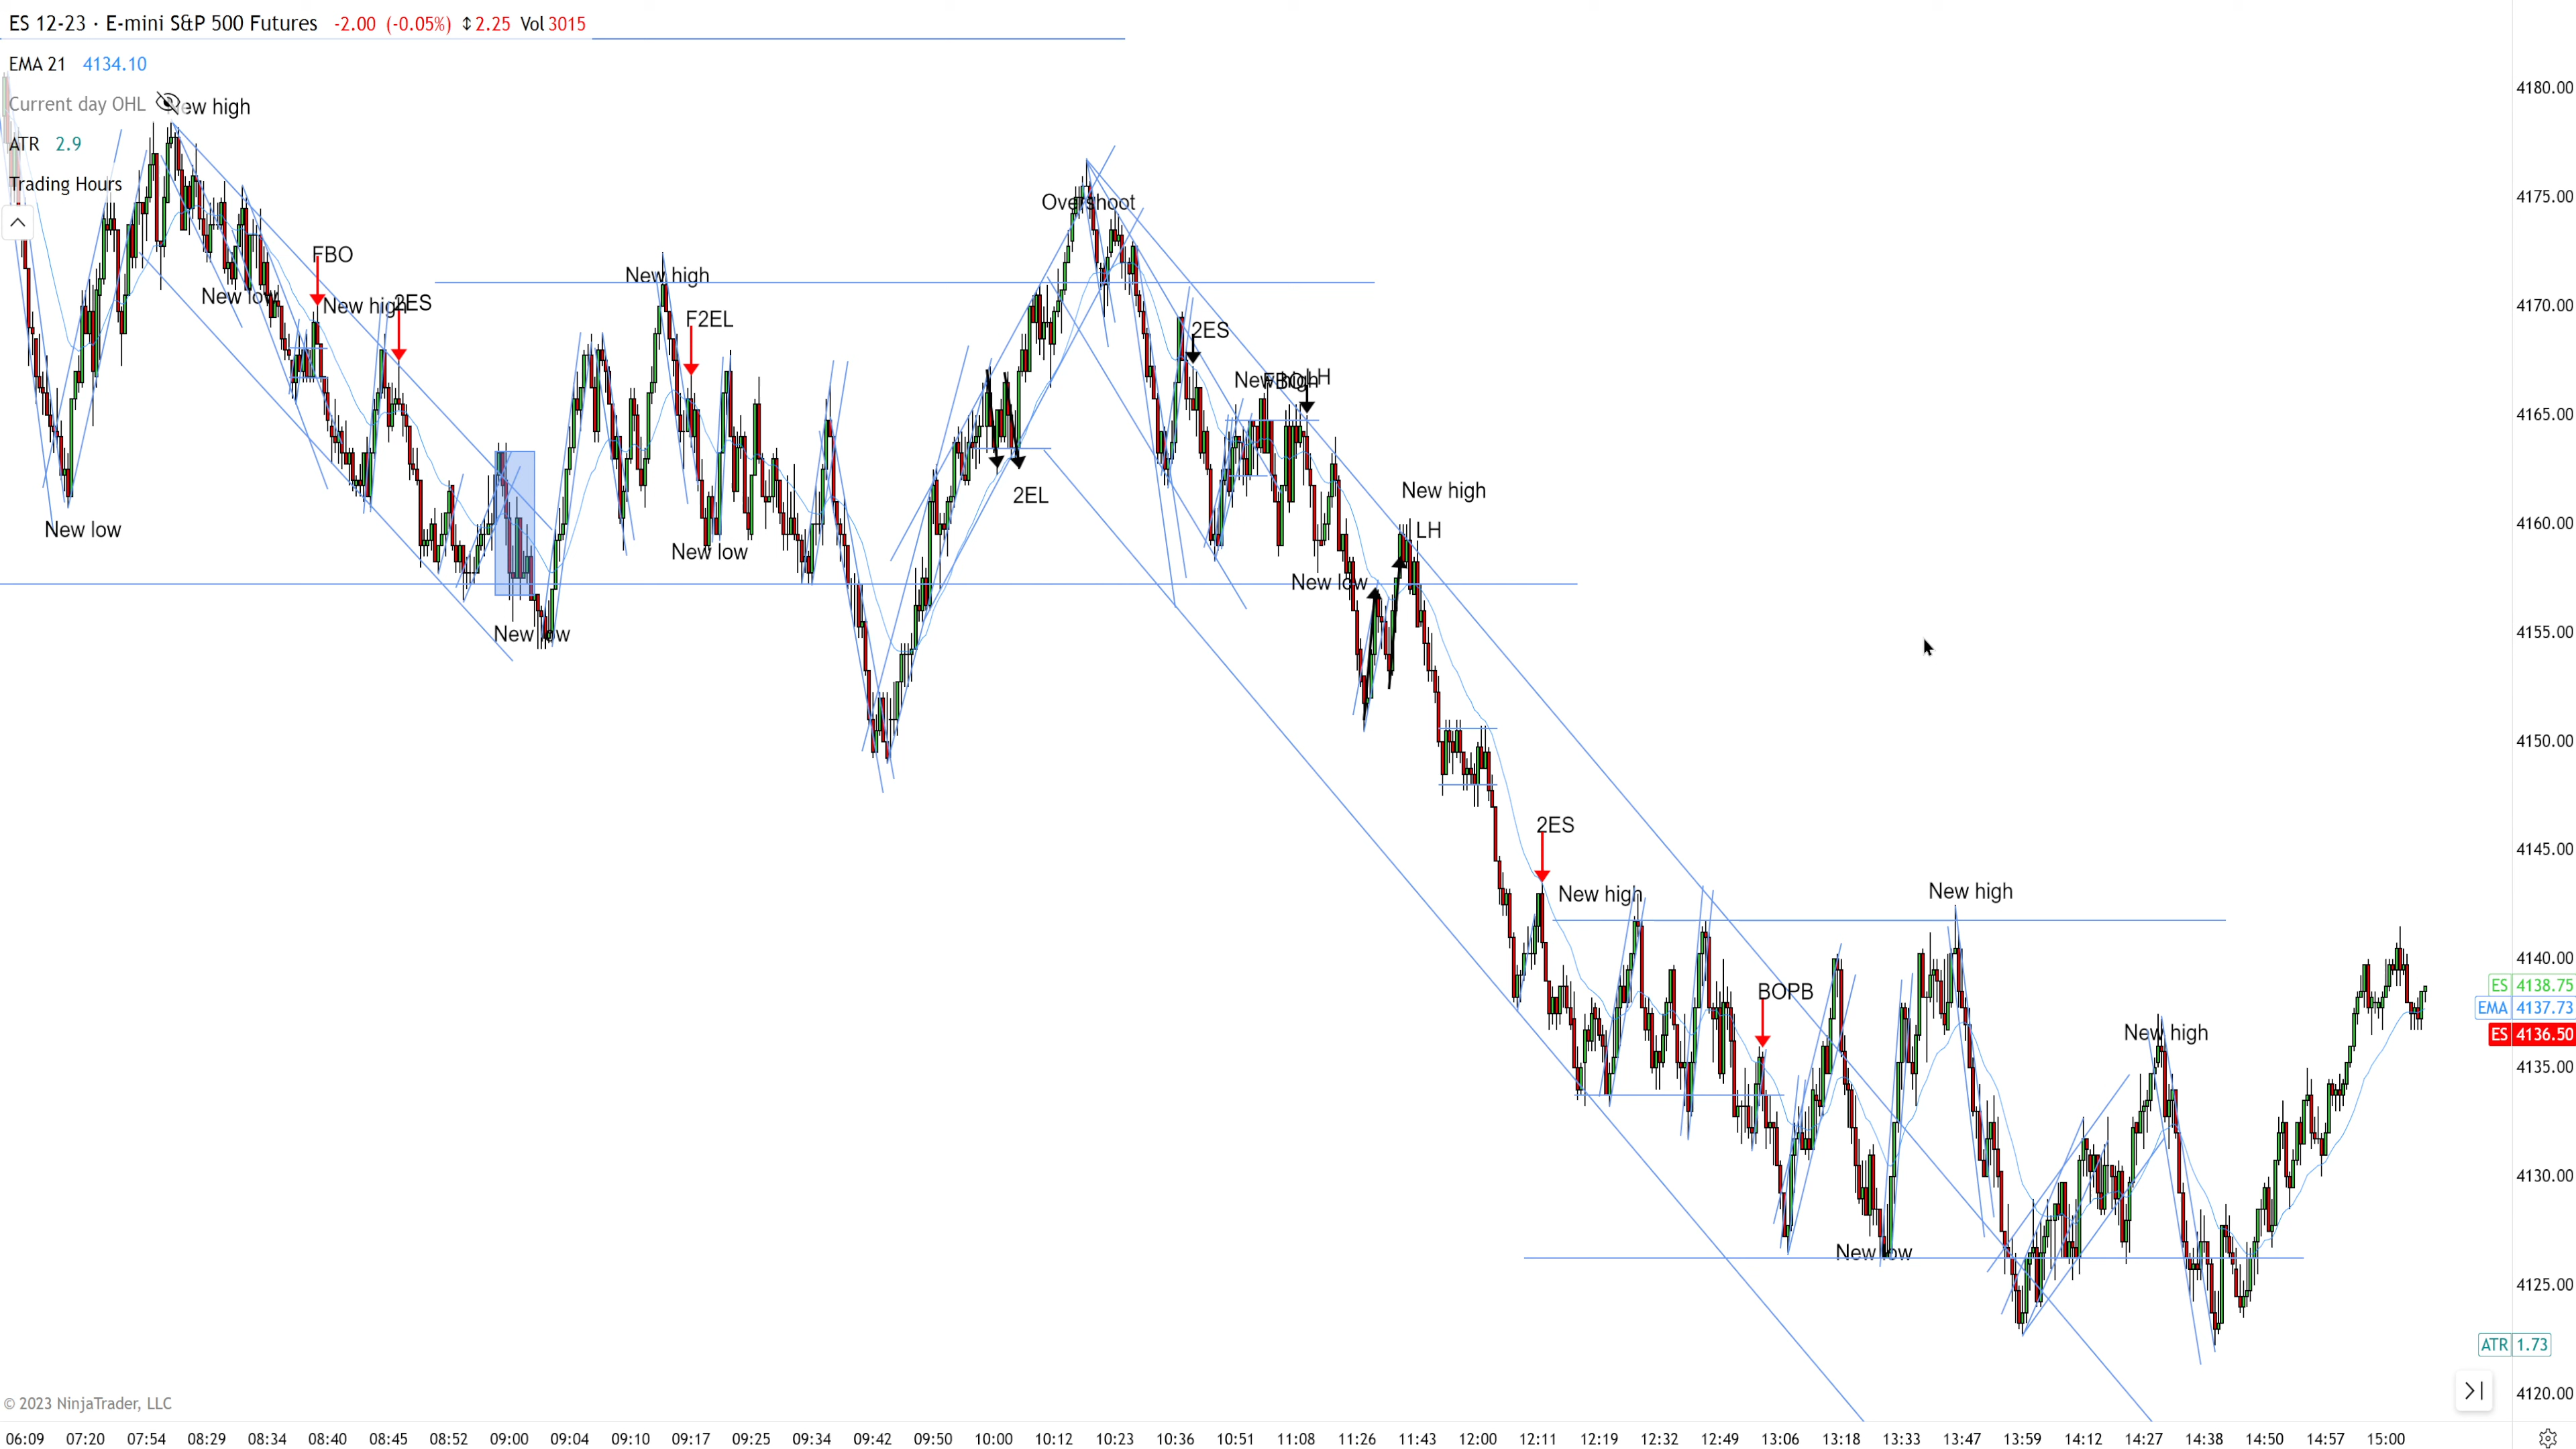 ES 12-23 · E-mini S&P 500 Futures -2.00 (-0.05%) ↕2.25 Vol 3015
EMA 21 4134.10
Current day OHL
ew high
ATR 2.9
Trading Hours
4180.00
4175.00
4170.00
4165.00
4160.00
4155.00
4150.00
4145.00
4140.00
4135.00
4130.00
4125.00
4120.00
Overshoot
FBO
New high
New low
New high
2ES
F2EL
2ES
New high
FBO
LH
New high
2EL
LH
New low
New low
New low
New low
2ES
New high
New high
BOPB
New high
New low
ES 4138.75
EMA 4137.73
ES 4136.50
ATR 1.73
© 2023 NinjaTrader, LLC
06:09 07:20 07:54 08:29 08:34 08:40 08:45 08:52 09:00 09:04 09:10 09:17 09:25 09:34 09:42 09:50 10:00 10:12 10:23 10:36 10:51 11:08 11:26 11:43 12:00 12:11 12:19 12:32 12:49 13:06 13:18 13:33 13:47 13:59 14:12 14:27 14:38 14:50 14:57 15:00